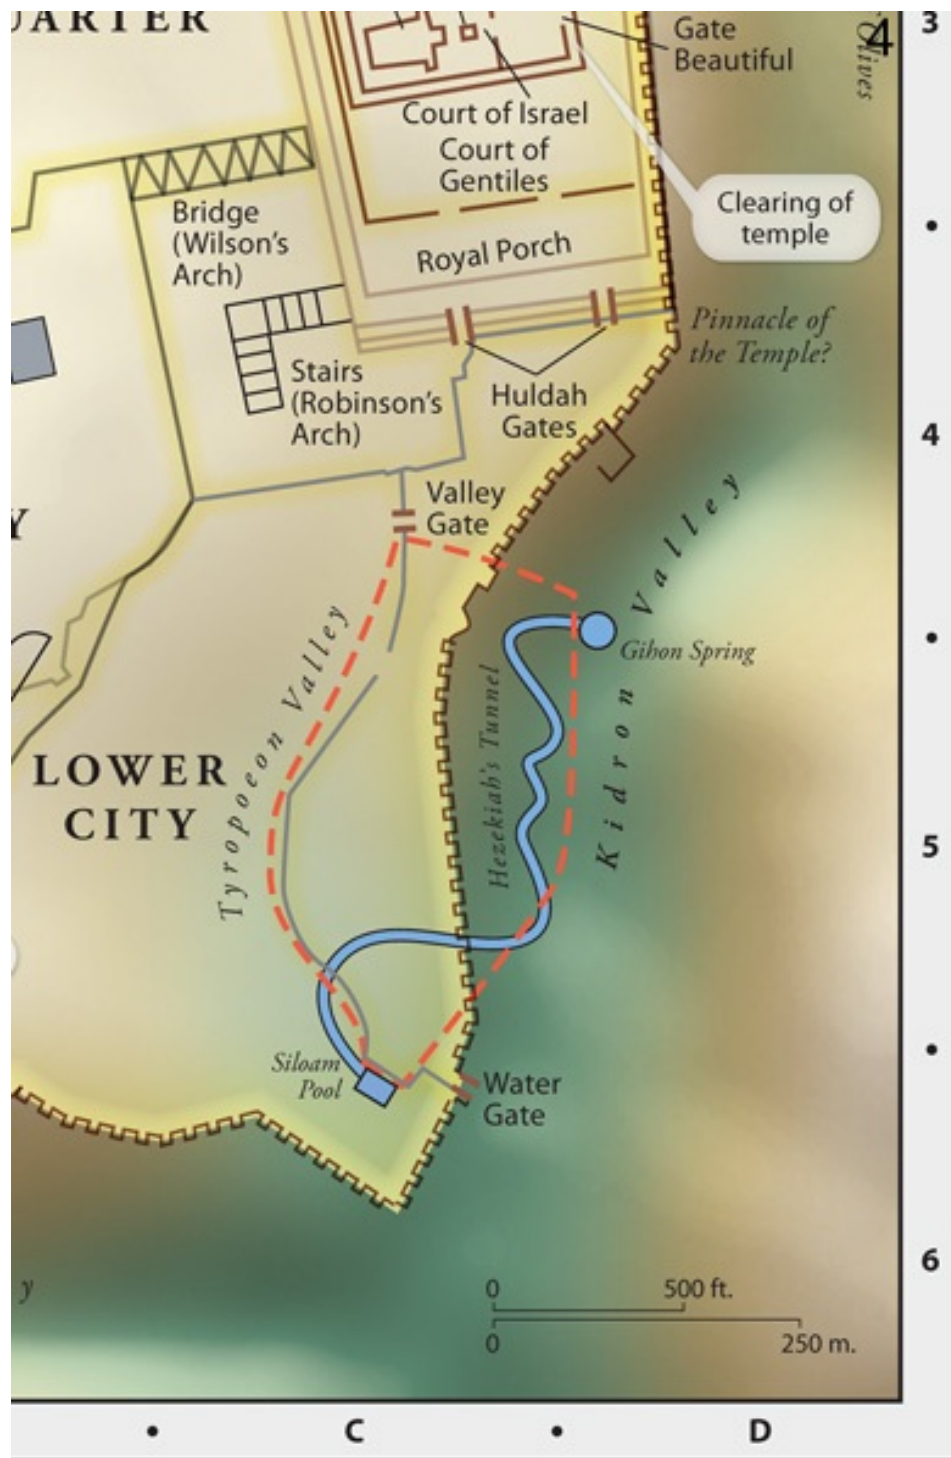 ARTER
Gate
Beautiful
Olives
4
3
Court of Israel
Court of
Gentiles
Clearing of
temple
Bridge
(Wilson's
Arch)
Royal Porch
Pinnacle of
the Temple?
Stairs
(Robinson's
Arch)
Huldah
Gates
4
Valley
Gate
Y
Kidron Valley
Gihon Spring
Tyropoeon Valley
Hezekiah's Tunnel
LOWER
CITY
5
Siloam
Pool
Water
Gate
6
y
0 500 ft.
0 250 m.
C D